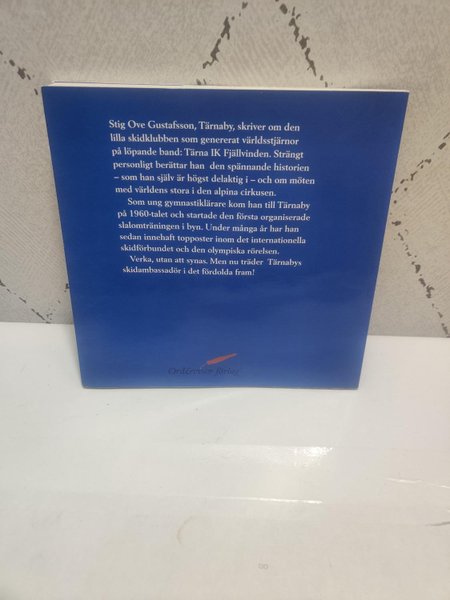 Stig Ove Gustafsson, Tärnaby, skriver om den
lilla skidklubben som genererat världsstjärnor
på löpande band: Tärna IK Fjällvinden. Strängt
personligt berättar han den spännande historien
– som han själv är högst delaktig i – och om möten
med världens stora i den alpina cirkusen.
Som ung gymnastiklärare kom han till Tärnaby
på 1960-talet och startade den första organiserade
slalomträningen i byn. Under många år har han
sedan innehaft topposter inom det internationella
skidförbundet och den olympiska rörelsen.
Verka, utan att synas. Men nu träder Tärnabys
skidambassadör i det fördolda fram!